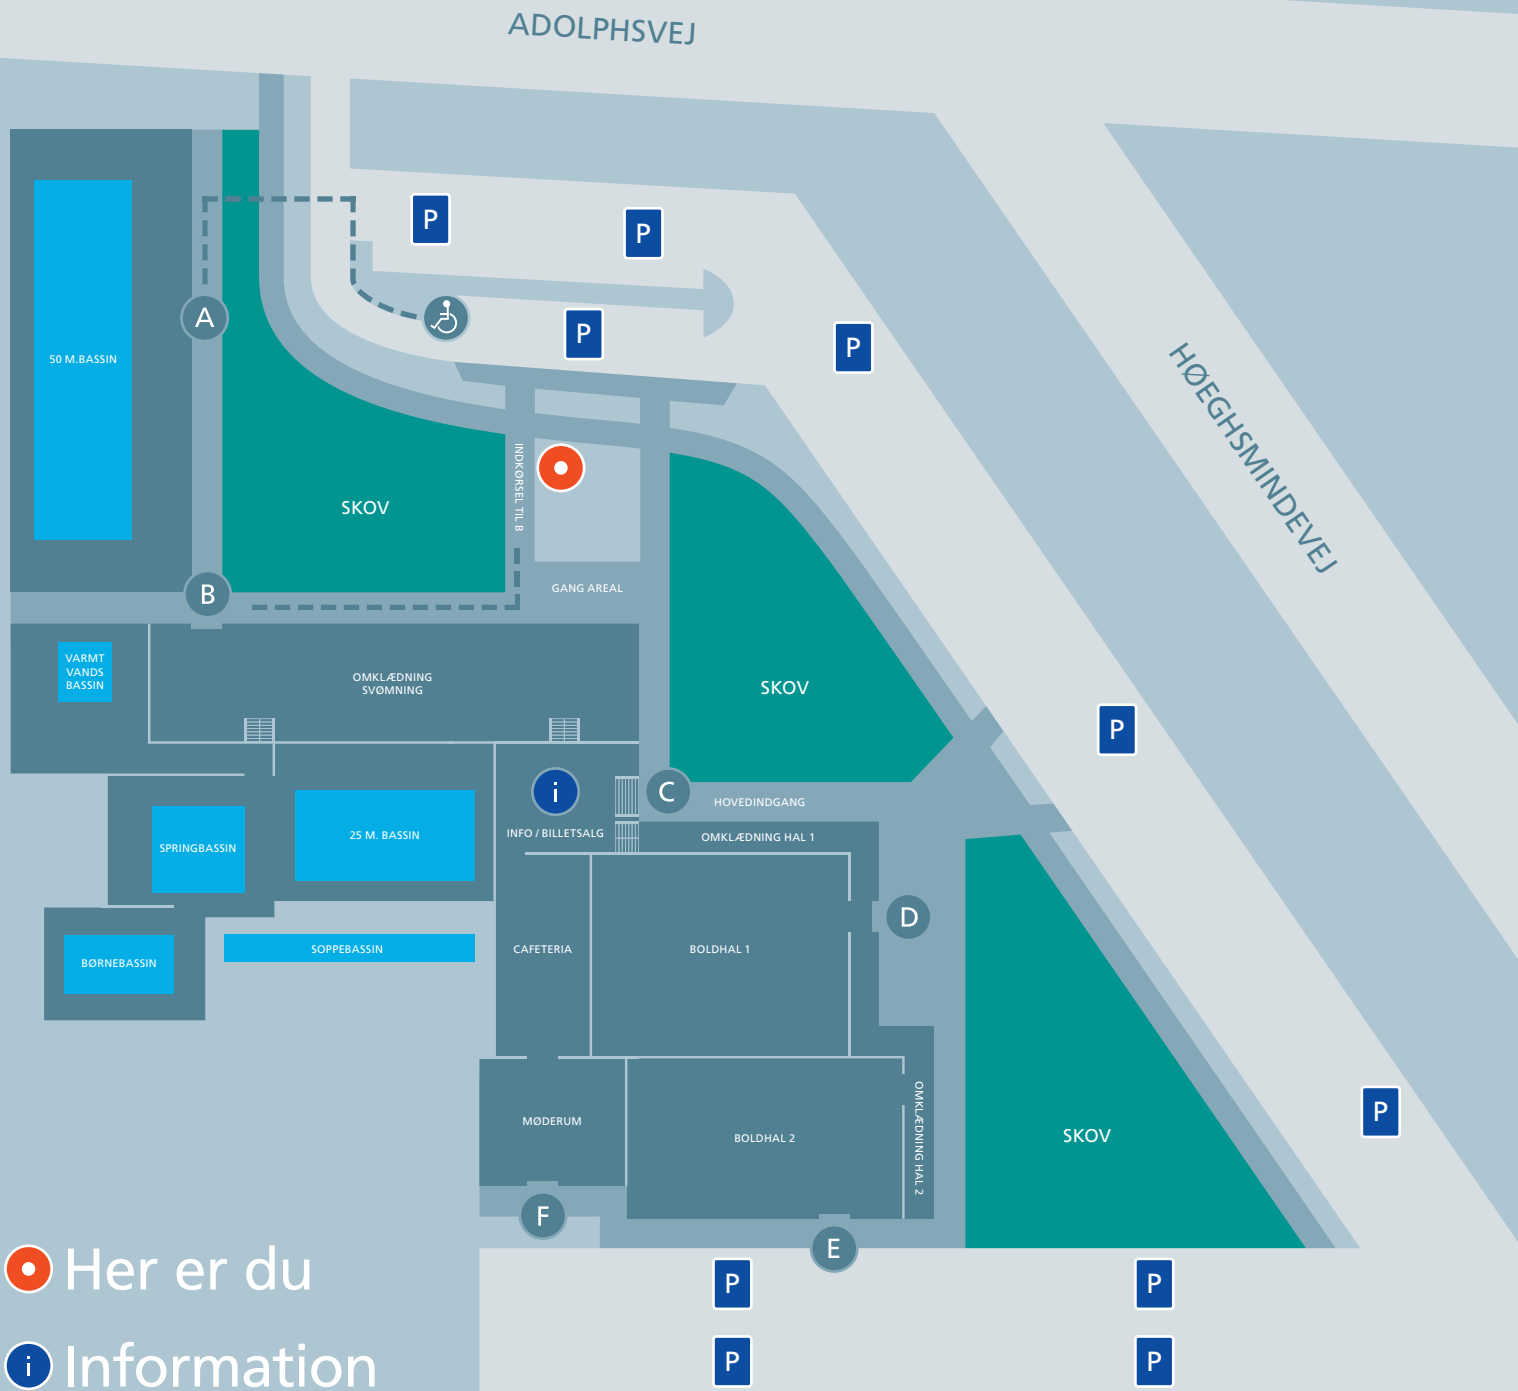 ADOLPHSVEJ
P
P
A
P
P
50 M.BASSIN
HØEGHSMINDEVEJ
INDKØRSEL TIL B
SKOV
B
GANG AREAL
VARMT
VANDS
BASSIN
OMKLÆDNING
SVØMNING
SKOV
P
i
C
HOVEDINDGANG
INFO / BILLETSALG
OMKLÆDNING HAL 1
25 M. BASSIN
SPRINGBASSIN
D
SOPPEBASSIN
CAFETERIA
BOLDHAL 1
BØRNEBASSIN
P
MØDERUM
BOLDHAL 2
OMKLÆDNING HAL 2
SKOV
F
E
Her er du
P
P
i Information
P
P